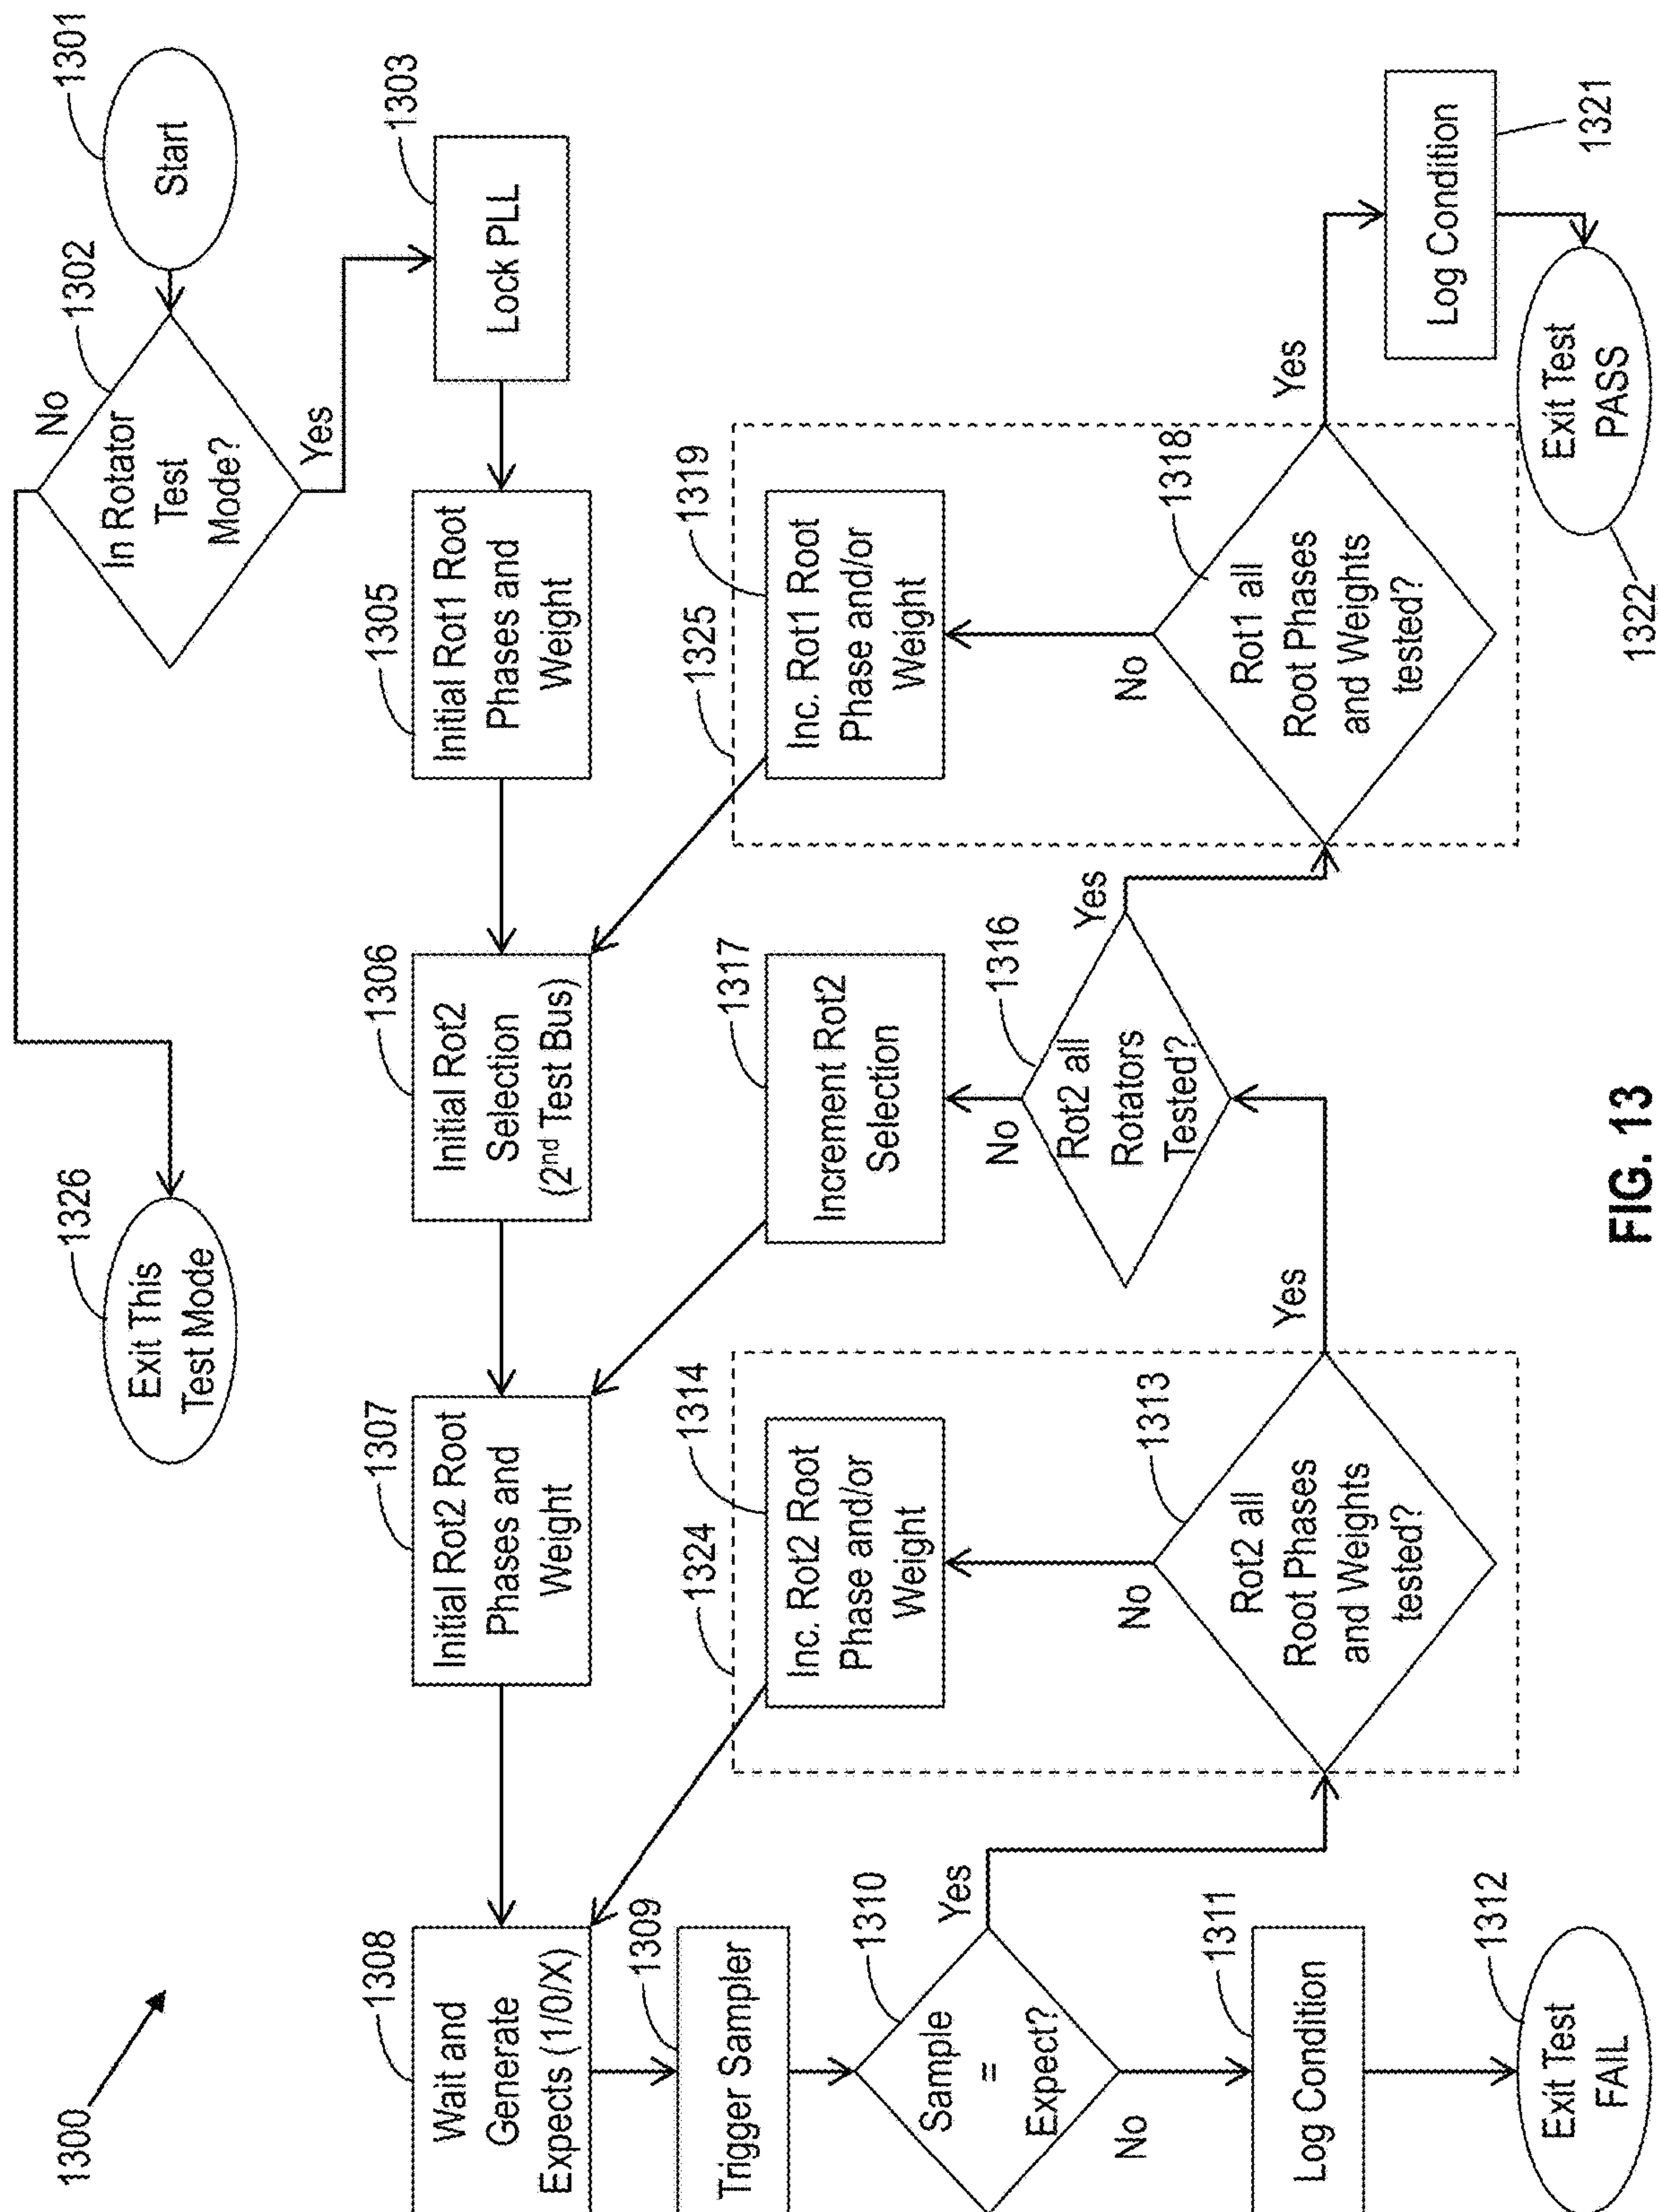 1300
1301
Start
1302
In Rotator
Test
Mode?
No
Yes
1326
Exit This
Test Mode
1303
Lock PLL
1305
Initial Rot1 Root
Phases and
Weight
1306
Initial Rot2
Selection
(2nd Test Bus)
1307
Initial Rot2 Root
Phases and
Weight
1308
Wait and
Generate
Expects (1/0/X)
1309
Trigger Sampler
1310
Sample
=
Expect?
Yes
No
1311
Log Condition
1312
Exit Test
FAIL
1324
1314
Inc. Rot2 Root
Phase and/or
Weight
No
1313
Rot2 all
Root Phases
and Weights
tested?
Yes
1317
Increment Rot2
Selection
No
1316
Rot2 all
Rotators
Tested?
Yes
1325
1319
Inc. Rot1 Root
Phase and/or
Weight
No
1318
Rot1 all
Root Phases
and Weights
tested?
Yes
Log Condition
1321
Exit Test
PASS
1322
FIG. 13